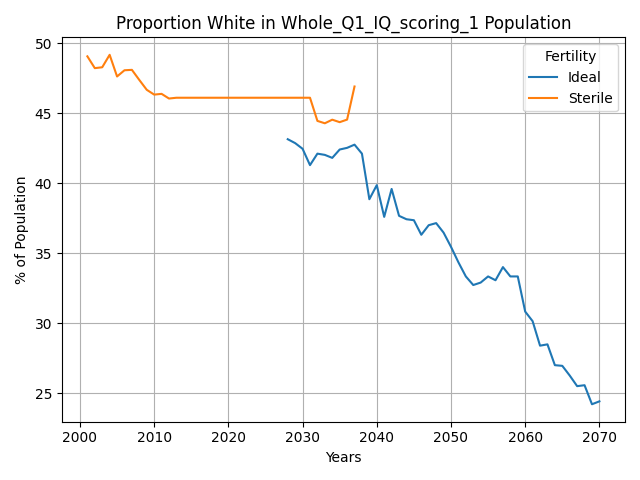 Proportion White in Whole_Q1_IQ_scoring_1 Population
Fertility
Ideal
Sterile
% of Population
50
45
40
35
30
25
2000 2010 2020 2030 2040 2050 2060 2070
Years